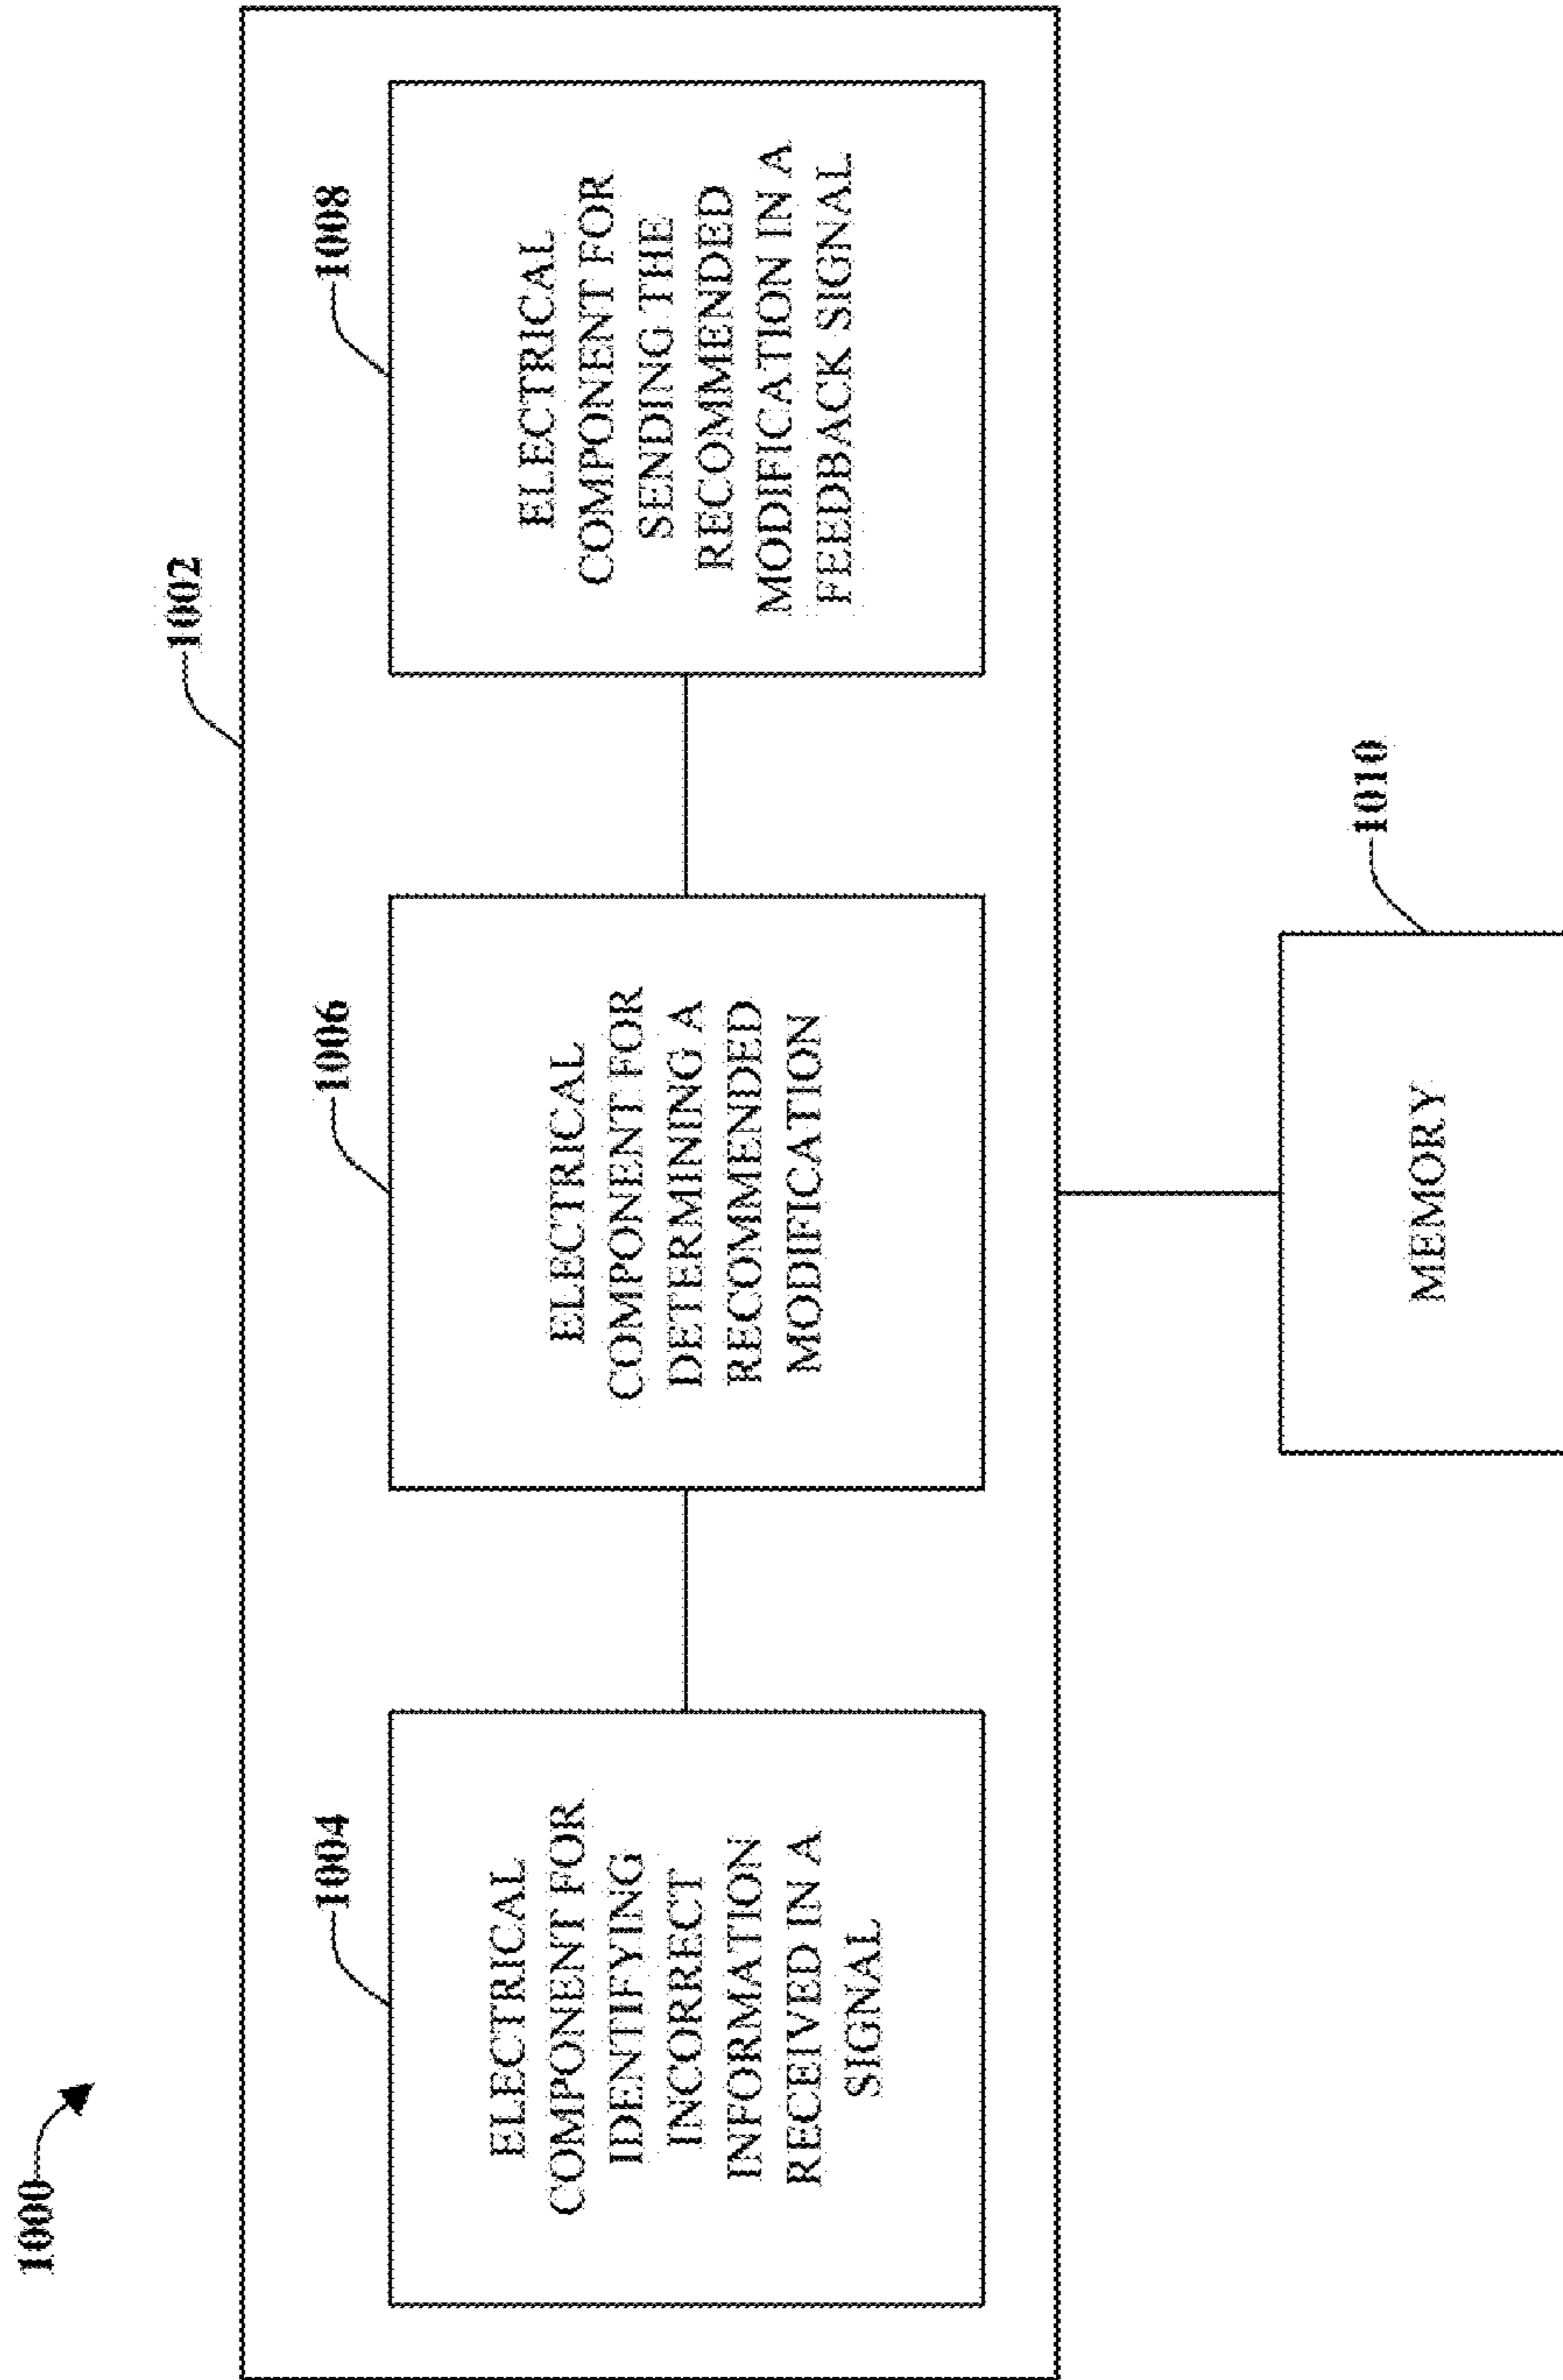 1000
1002
1004
ELECTRICAL
COMPONENT FOR
IDENTIFYING
INCORRECT
INFORMATION
RECEIVED IN A
SIGNAL
1006
ELECTRICAL
COMPONENT FOR
DETERMINING A
RECOMMENDED
MODIFICATION
1008
ELECTRICAL
COMPONENT FOR
SENDING THE
RECOMMENDED
MODIFICATION IN A
FEEDBACK SIGNAL
1010
MEMORY